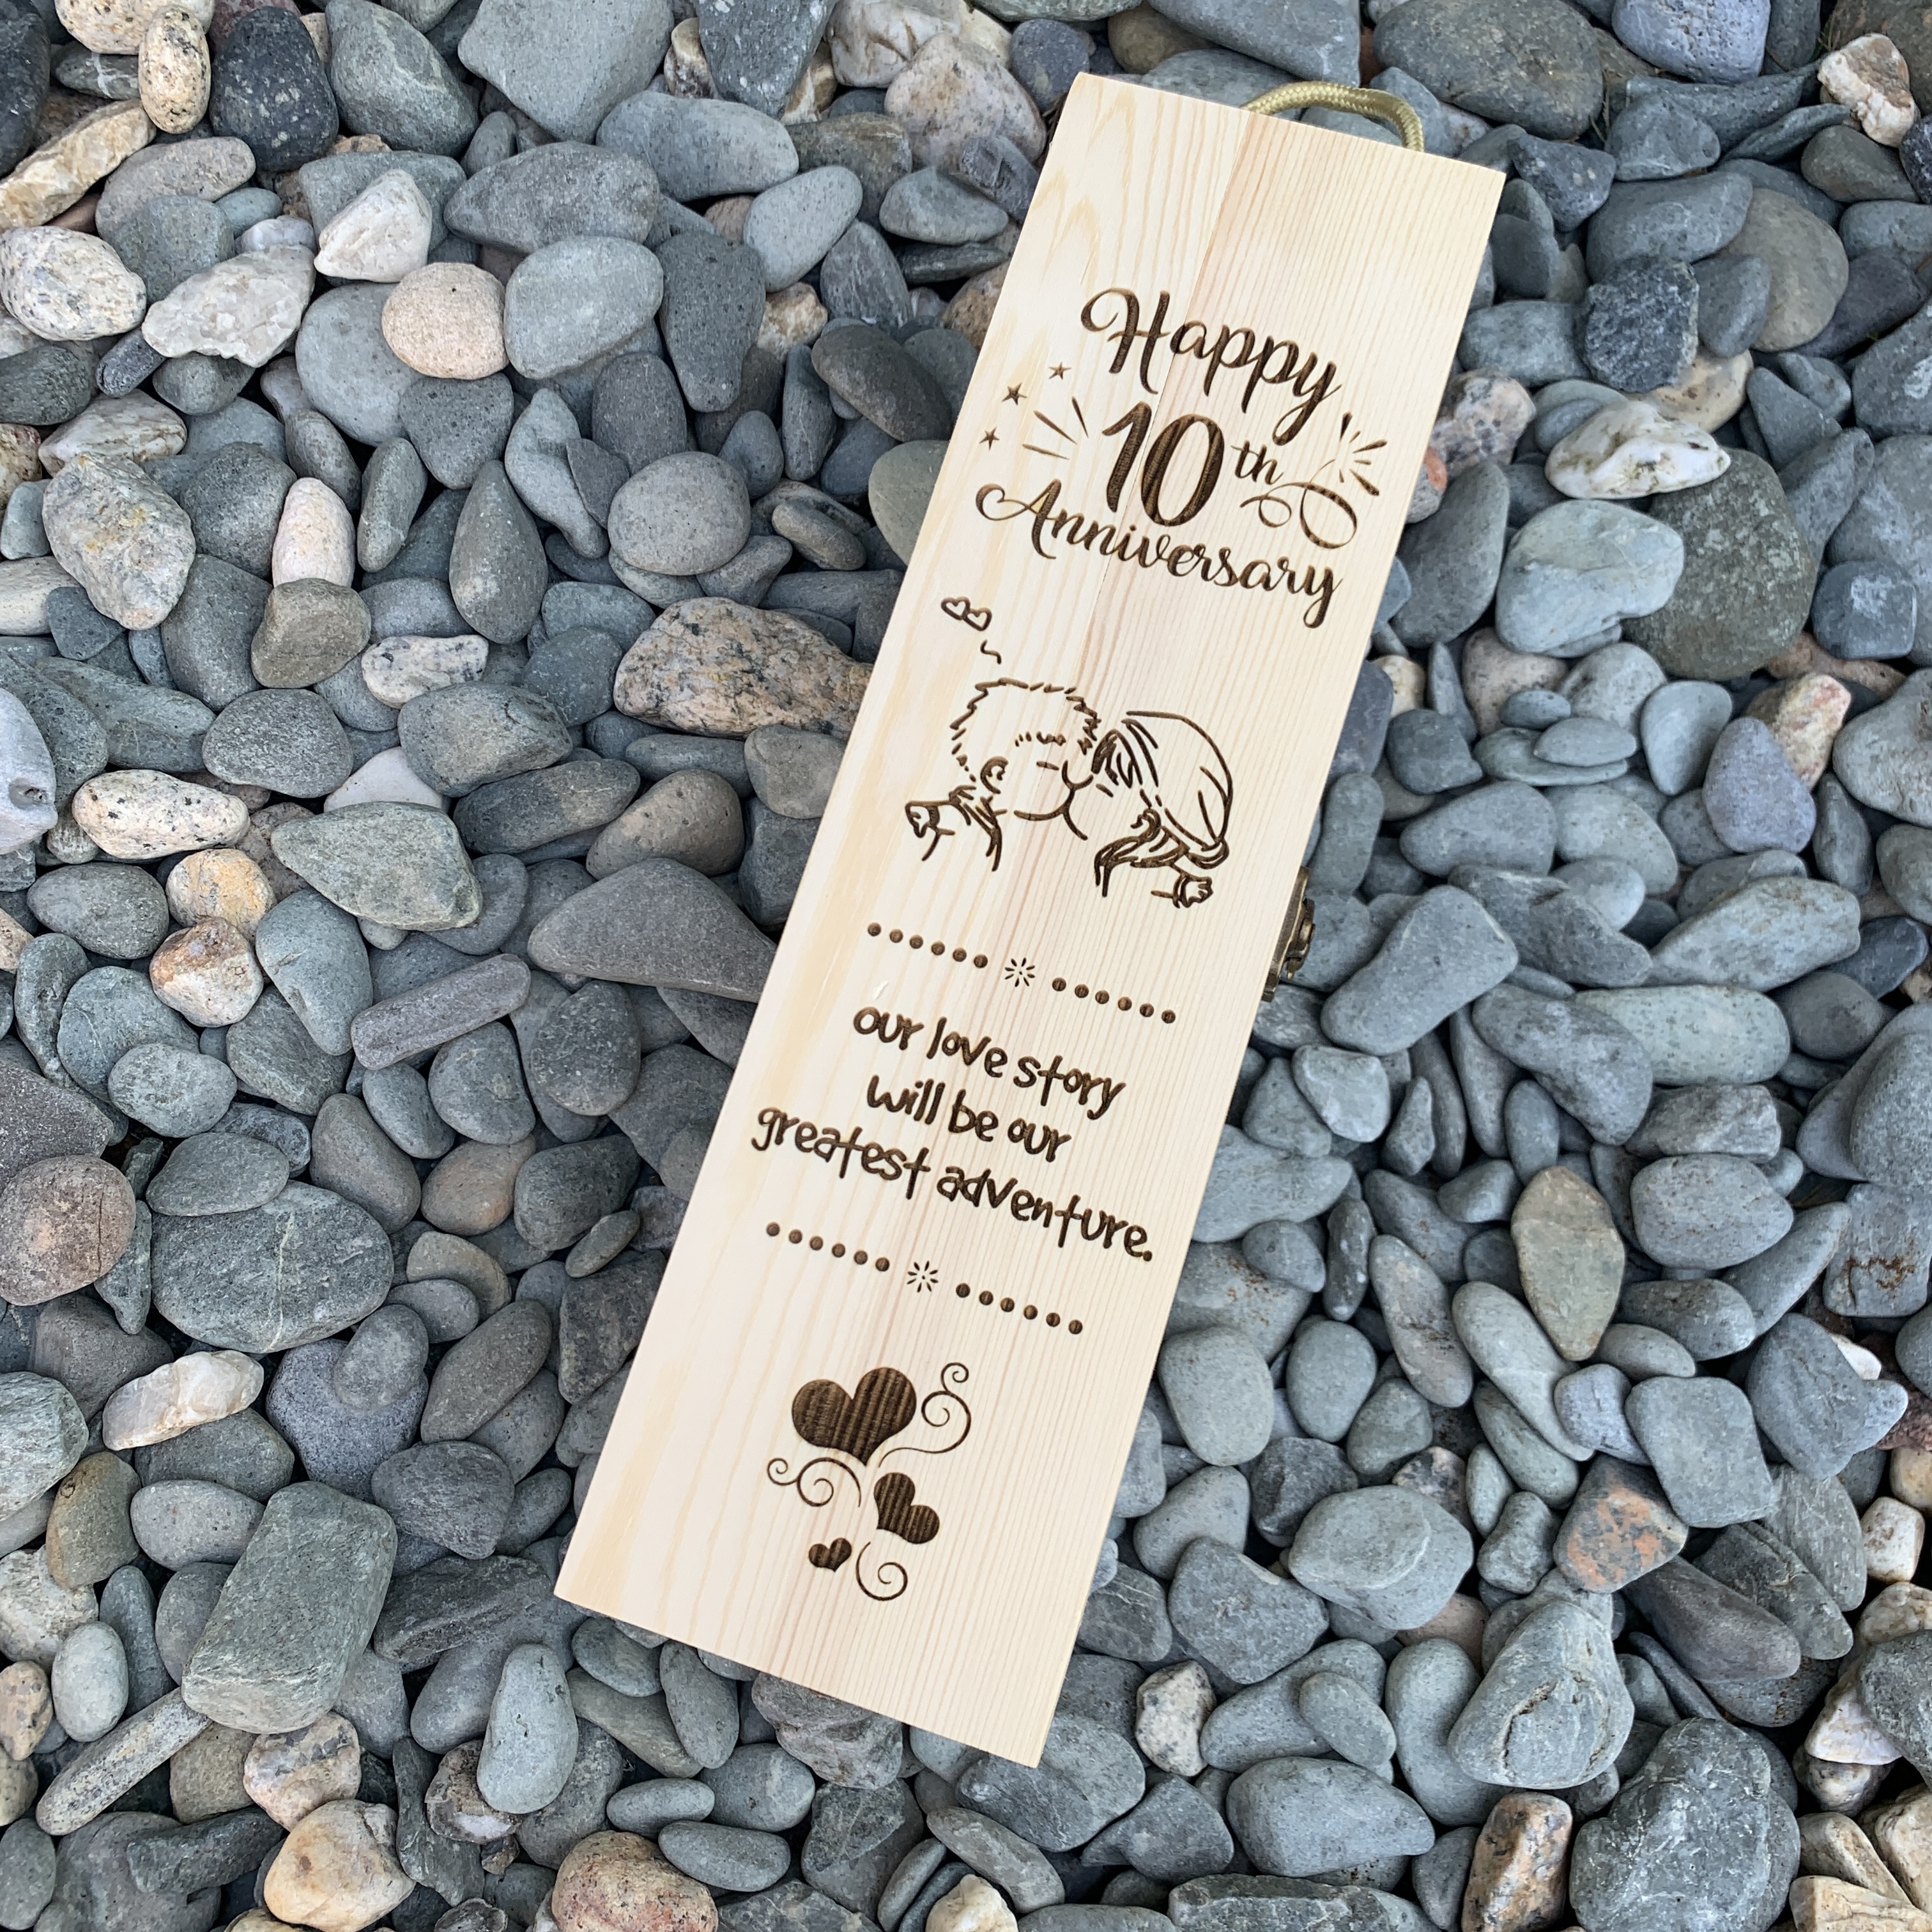 Happy
10th
Anniversary
our love story
will be our
greatest adventure.